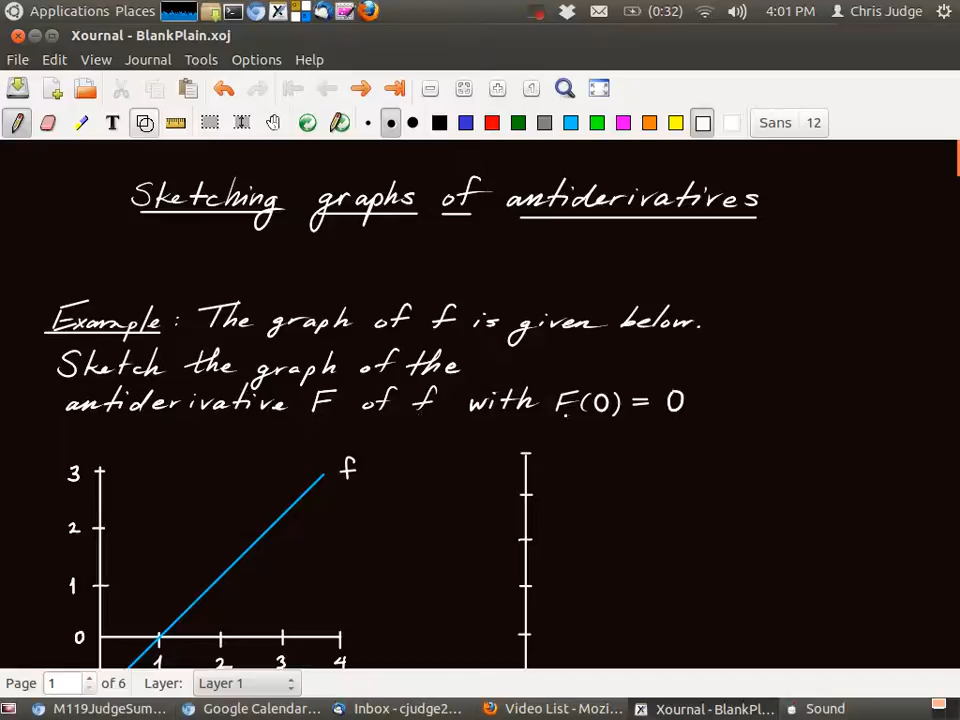 Applications Places (0:32) 4:01 PM Chris Judge
Xournal - BlankPlain.xoj
File Edit View Journal Tools Options Help
T Sans 12
Sketching graphs of antiderivatives
Example: The graph of f is given below.
Sketch the graph of the
antiderivative F of f with F(0) = 0
3 f
2
1
0
1 2 3 4
Page 1 of 6 Layer: Layer 1
M119JudgeSum... Google Calendar... Inbox - cjudge2... Video List - Mozi... Xournal - BlankPl... Sound